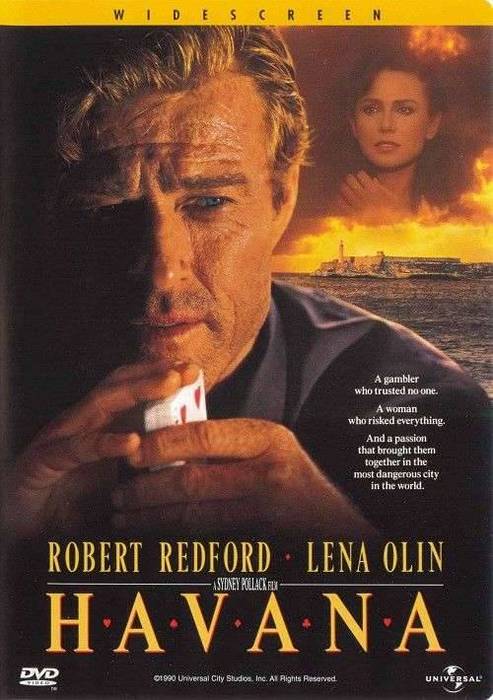 WIDESCREEN
A gambler
who trusted no one.
A woman
who risked everything.
And a passion
that brought them
together in the
most dangerous city
in the world.
ROBERT REDFORD · LENA OLIN
A SYDNEY POLLACK FILM
H·A·V·A·N·A
DVD
VIDEO
TM
©1990 Universal City Studios, Inc. All Rights Reserved.
UNIVERSAL